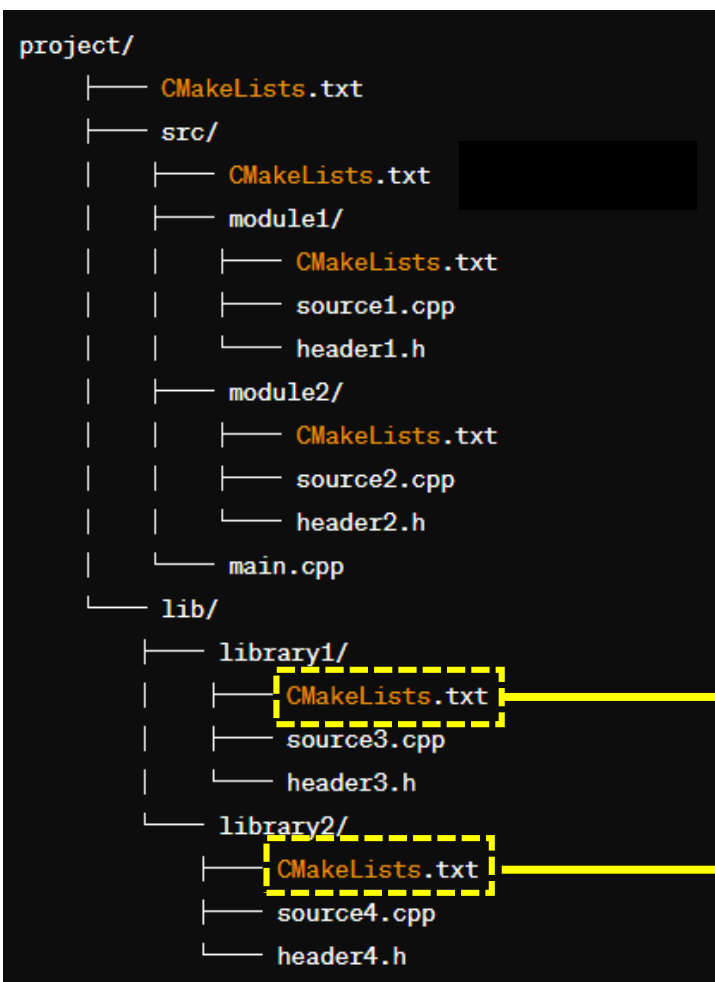 project/
├── CMakeLists.txt
├── src/
│   ├── CMakeLists.txt
│   ├── module1/
│   │   ├── CMakeLists.txt
│   │   ├── source1.cpp
│   │   └── header1.h
│   ├── module2/
│   │   ├── CMakeLists.txt
│   │   ├── source2.cpp
│   │   └── header2.h
│   └── main.cpp
└── lib/
    ├── library1/
    │   ├── CMakeLists.txt
    │   ├── source3.cpp
    │   └── header3.h
    └── library2/
        ├── CMakeLists.txt
        ├── source4.cpp
        └── header4.h